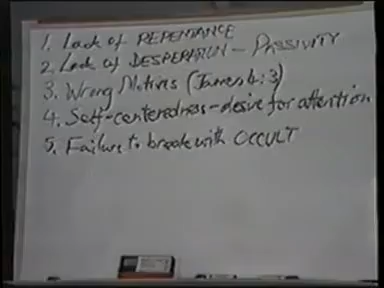 1. Lack of REPENTANCE
2. Lack of DESPERATION - PASSIVITY
3. Wrong Motives (James 4:3)
4. Self-centeredness - desire for attention
5. Failure to break with OCCULT